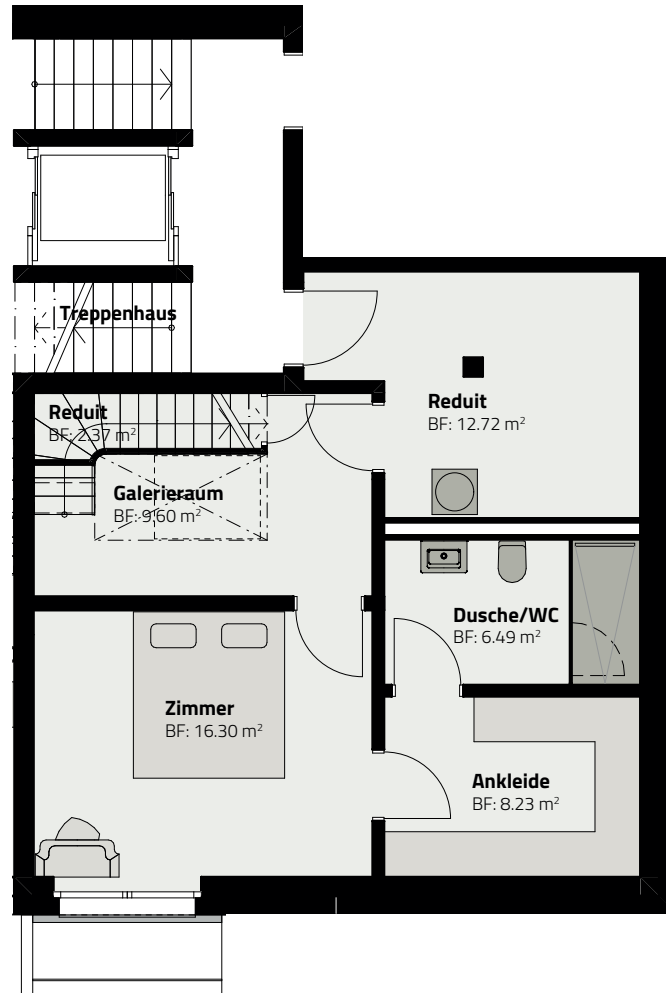 Treppenhaus
Reduit
BF: 2.37 m²
Reduit
BF: 12.72 m²
Galerieraum
BF: 9.60 m²
Dusche/WC
BF: 6.49 m²
Zimmer
BF: 16.30 m²
Ankleide
BF: 8.23 m²